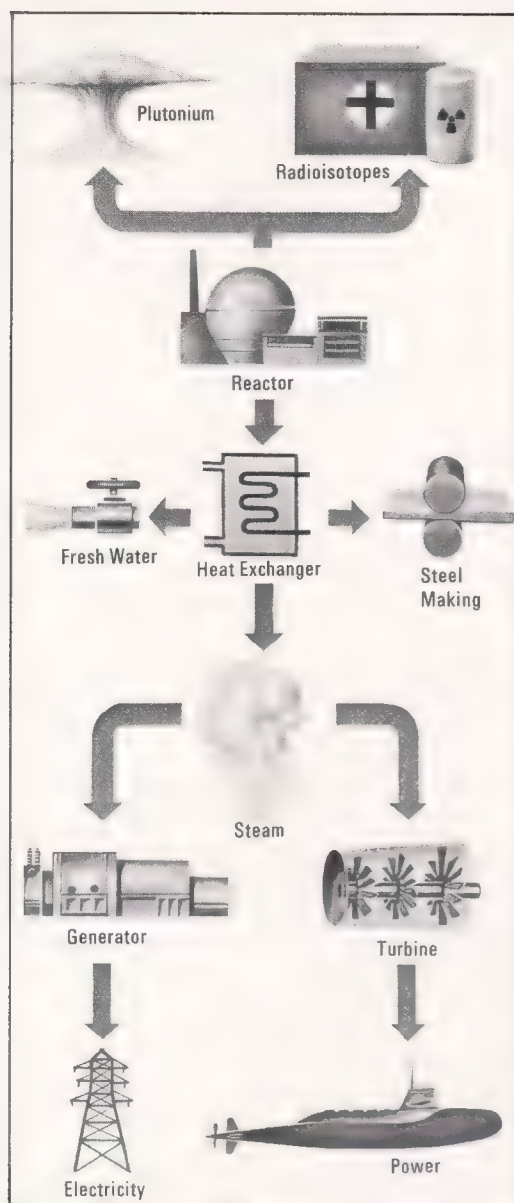 Plutonium
Radioisotopes
Reactor
Fresh Water
Heat Exchanger
Steel
Making
Steam
Generator
Turbine
Electricity
Power